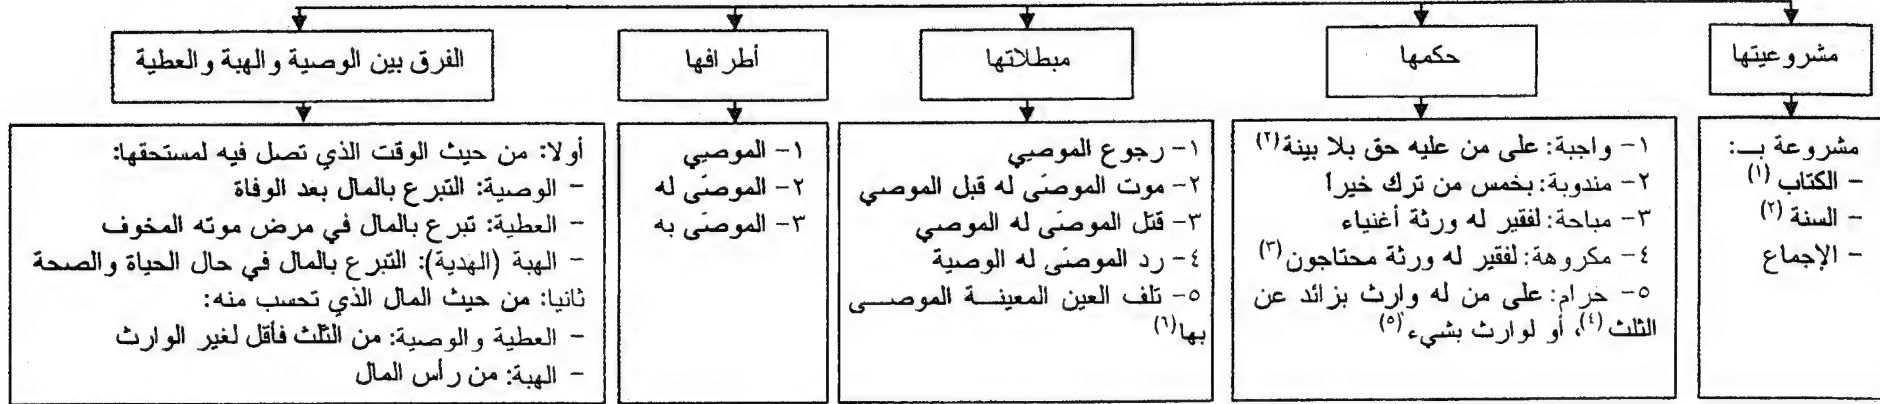 مشروعيتها
حكمها
مبطلاتها
أطرافها
الفرق بين الوصية والهبة والعطية
مشروعة بـ:
- الكتاب (١)
- السنة (٢)
- الإجماع
١- واجبة: على من عليه حق بلا بينة (٢)
٢- مندوبة: بخمس من ترك خيراً
٣- مباحة: لفقير له ورثة أغنياء
٤- مكروهة: لفقير له ورثة محتاجون (٣)
٥- حرام: على من له وارث بزائد عن
الثلث (٤)، أو لوارث بشيء (٥)
١- رجوع الموصي
٢- موت الموصَى له قبل الموصي
٣- قتل الموصَى له الموصي
٤- رد الموصَى له الوصية
٥- تلف العين المعينة الموصى
بها (٦)
١- الموصي
٢- الموصَى له
٣- الموصَى به
أولا: من حيث الوقت الذي تصل فيه لمستحقها:
- الوصية: التبرع بالمال بعد الوفاة
- العطية: تبرع بالمال في مرض موته المخوف
- الهبة (الهدية): التبرع بالمال في حال الحياة والصحة
ثانيا: من حيث المال الذي تحسب منه:
- العطية والوصية: من الثلث فأقل لغير الوارث
- الهبة: من رأس المال